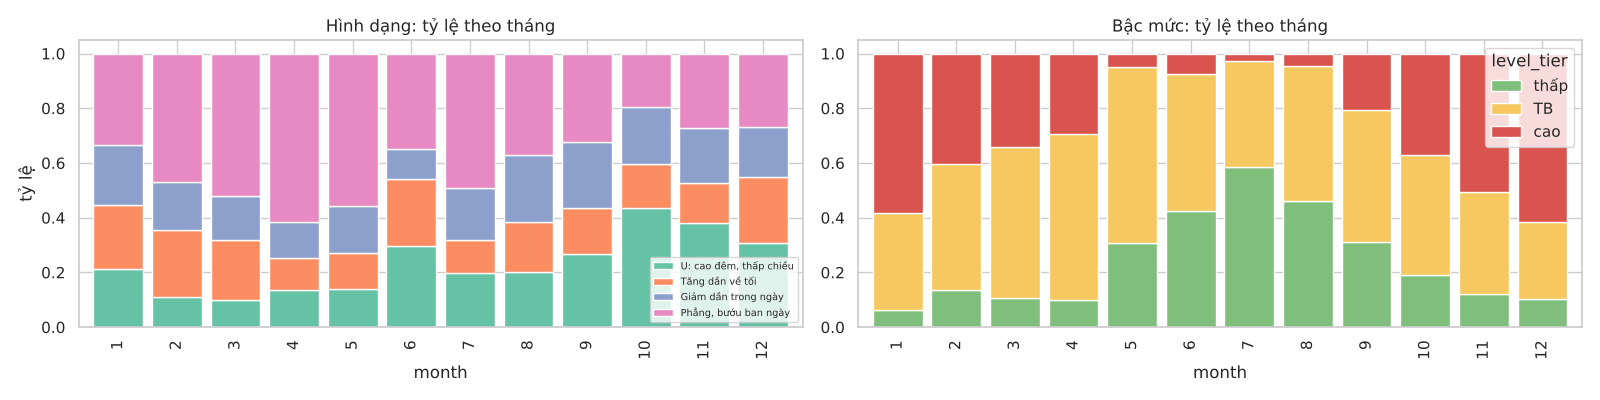 Hình dạng: tỷ lệ theo tháng
tỷ lệ
1.0
0.8
0.6
0.4
0.2
0.0
U: cao đêm, thấp chiều
Tăng dần về tối
Giảm dần trong ngày
Phẳng, bướu ban ngày
1 2 3 4 5 6 7 8 9 10 11 12
month
Bậc mức: tỷ lệ theo tháng
1.0
0.8
0.6
0.4
0.2
0.0
level_tier
thấp
TB
cao
1 2 3 4 5 6 7 8 9 10 11 12
month